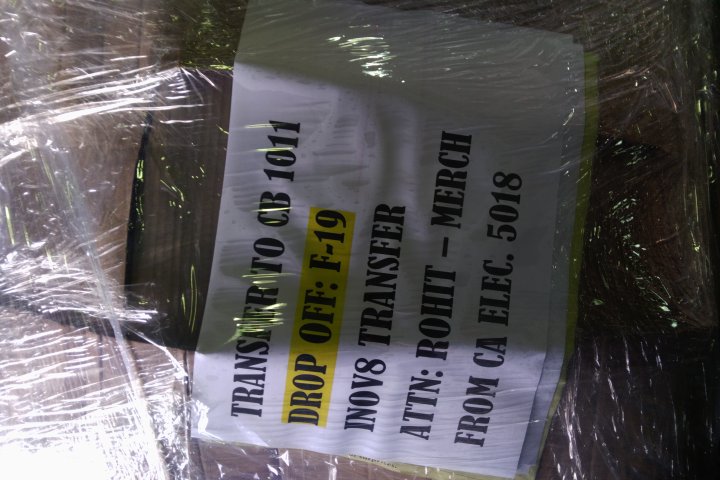 TRANSFER TO CB 1011
DROP OFF: F-19
INOV8 TRANSFER
ATTN: ROHIT – MERCH
FROM CA ELEC. 5018